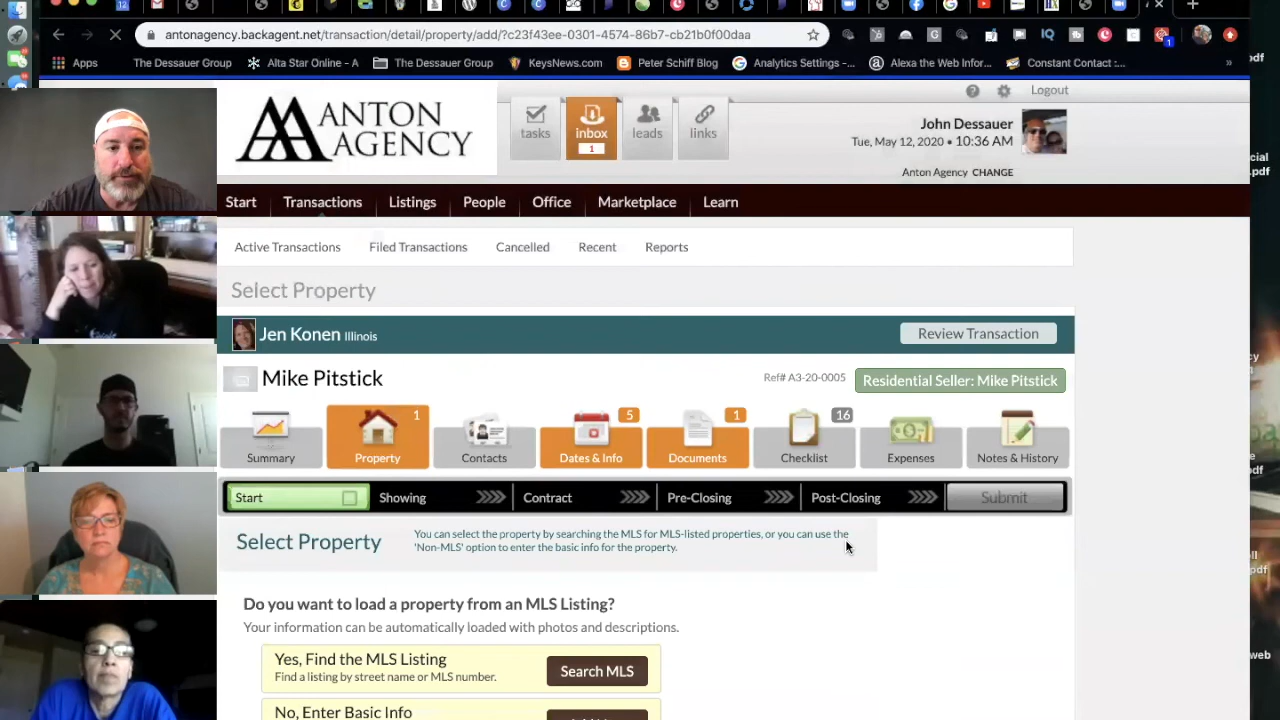 antonagency.backagent.net/transaction/detail/property/add/?c23f43ee-0301-4574-86b7-cb21b0f00daa
Apps The Dessauer Group Alta Star Online - A The Dessauer Group KeysNews.com Peter Schiff Blog Analytics Settings -... Alexa the Web Infor... Constant Contact :... »
Logout
ANTON AGENCY
tasks inbox leads links
1
John Dessauer
Tue, May 12, 2020 • 10:36 AM
Anton Agency CHANGE
Start Transactions Listings People Office Marketplace Learn
Active Transactions Filed Transactions Cancelled Recent Reports
Select Property
Jen Konen Illinois Review Transaction
Mike Pitstick Ref# A3-20-0005 Residential Seller: Mike Pitstick
1 5 1 16
Summary Property Contacts Dates & Info Documents Checklist Expenses Notes & History
Start Showing Contract Pre-Closing Post-Closing Submit
Select Property
You can select the property by searching the MLS for MLS-listed properties, or you can use the
'Non-MLS' option to enter the basic info for the property.
Do you want to load a property from an MLS Listing?
Your information can be automatically loaded with photos and descriptions.
Yes, Find the MLS Listing
Find a listing by street name or MLS number.
Search MLS
No, Enter Basic Info